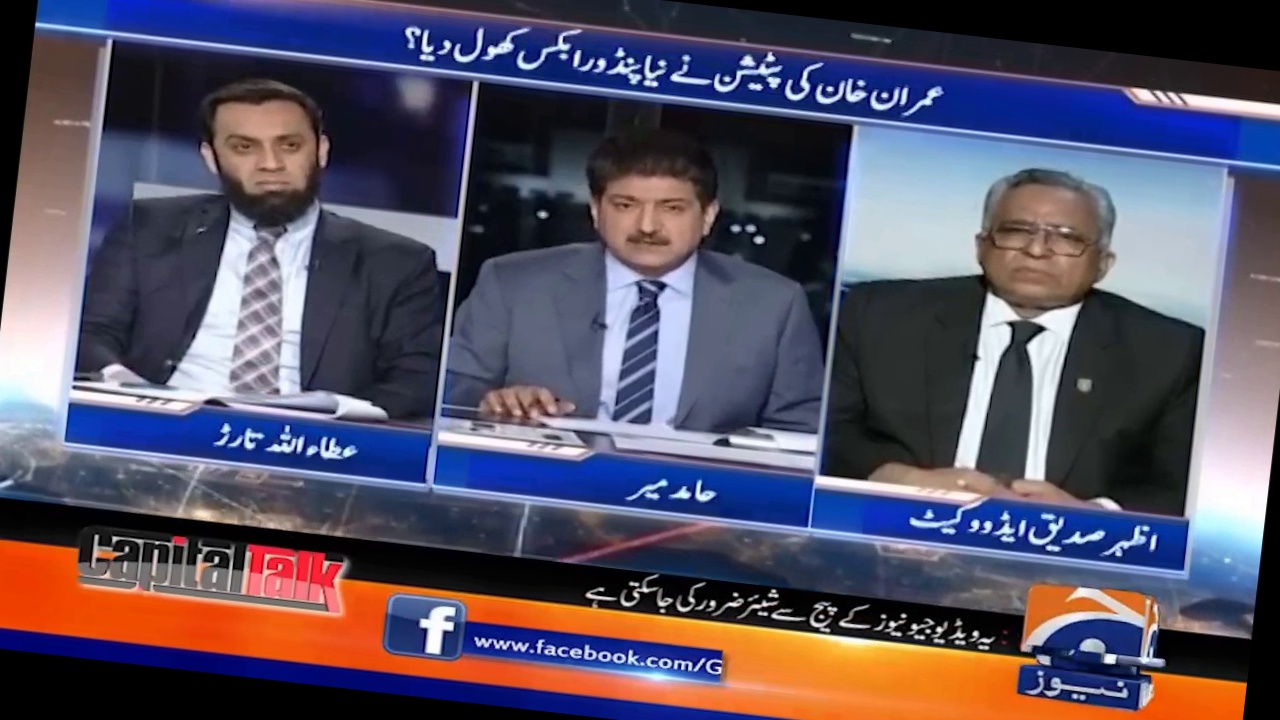 عمران خان کی پٹیشن نے نیا پنڈورا بکس کھول دیا؟
عطاء اللہ تارڑ
حامد میر
اظہر صدیق ایڈووکیٹ
Capital Talk
: یہ ویڈیو جیو نیوز کے پیج سے شیئر ضرور کی جاسکتی ہے
f www.facebook.com/G
جیو
نیوز